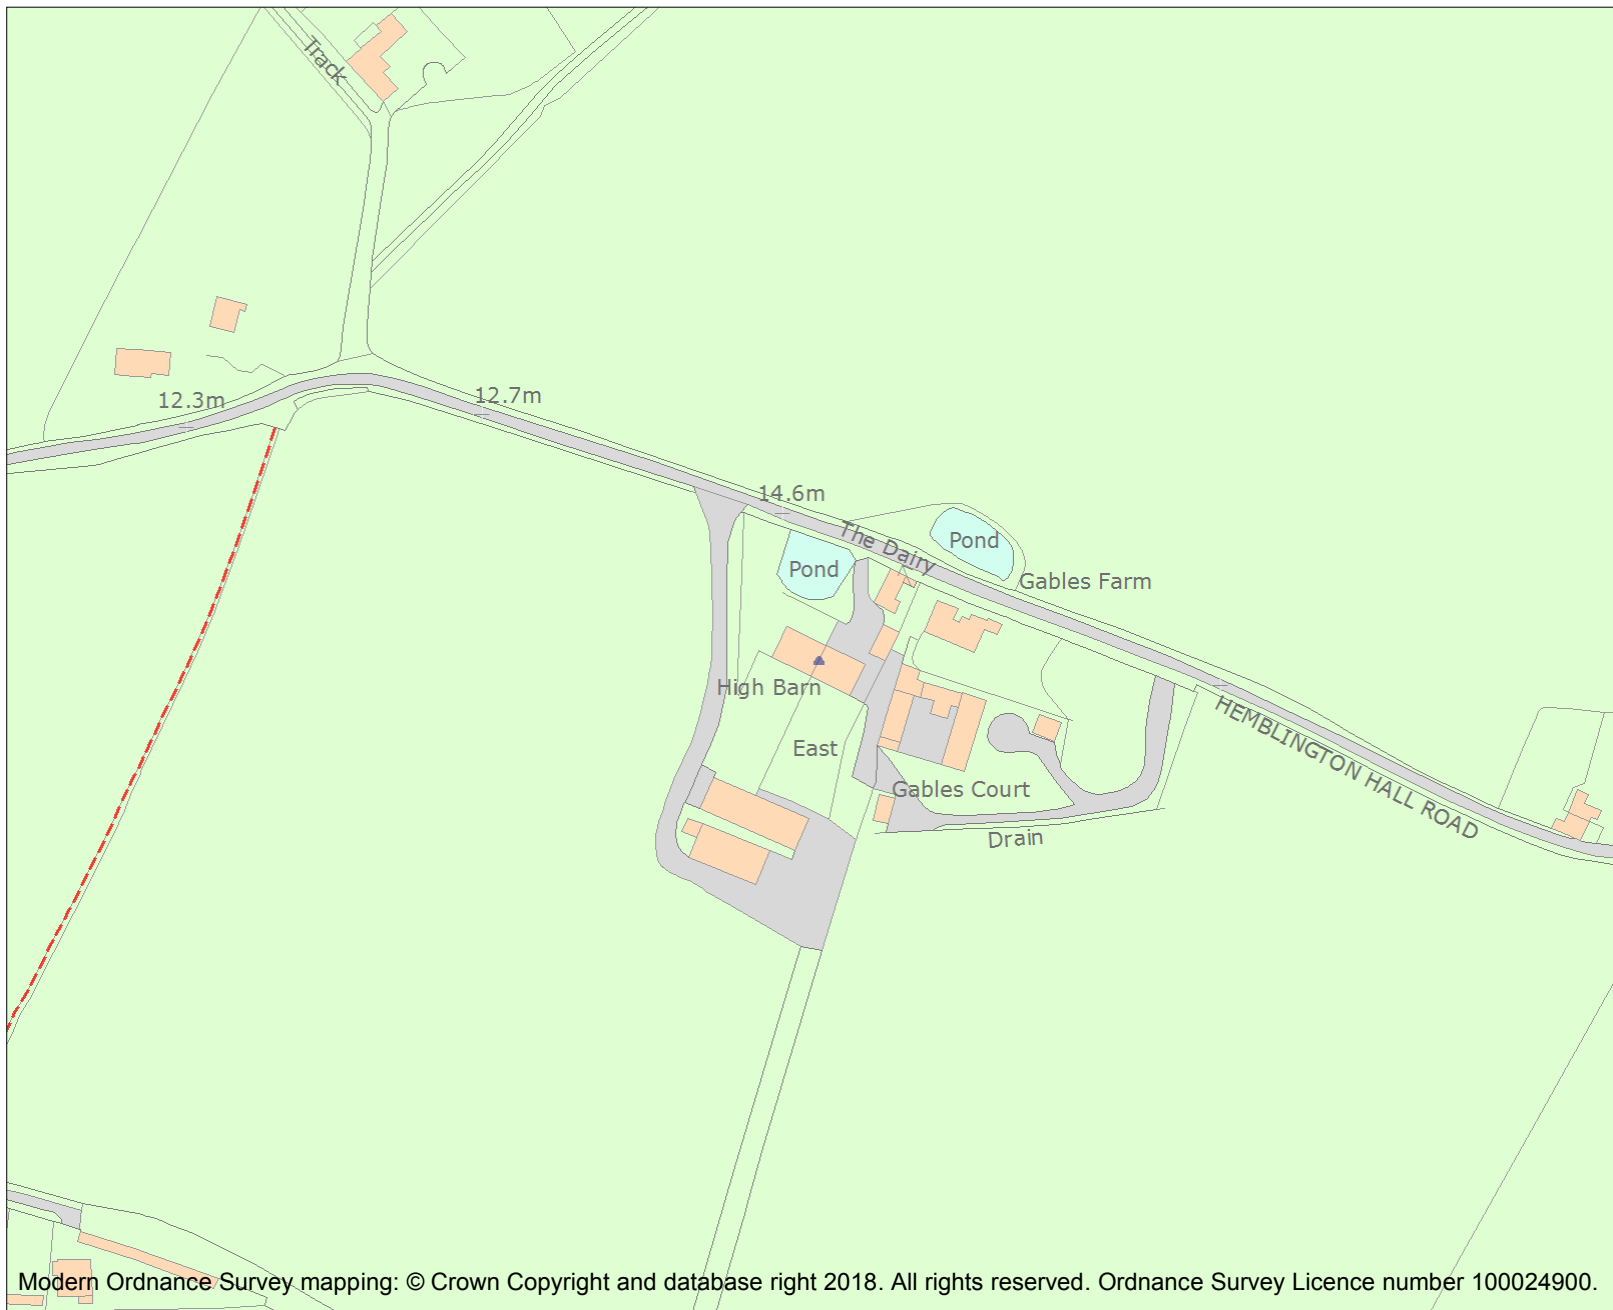 Track
12.3m
12.7m
14.6m
The Dairy
Pond
Pond
Gables Farm
High Barn
HEMBLINGTON HALL ROAD
East
Gables Court
Drain
Modern Ordnance Survey mapping: © Crown Copyright and database right 2018. All rights reserved. Ordnance Survey Licence number 100024900.